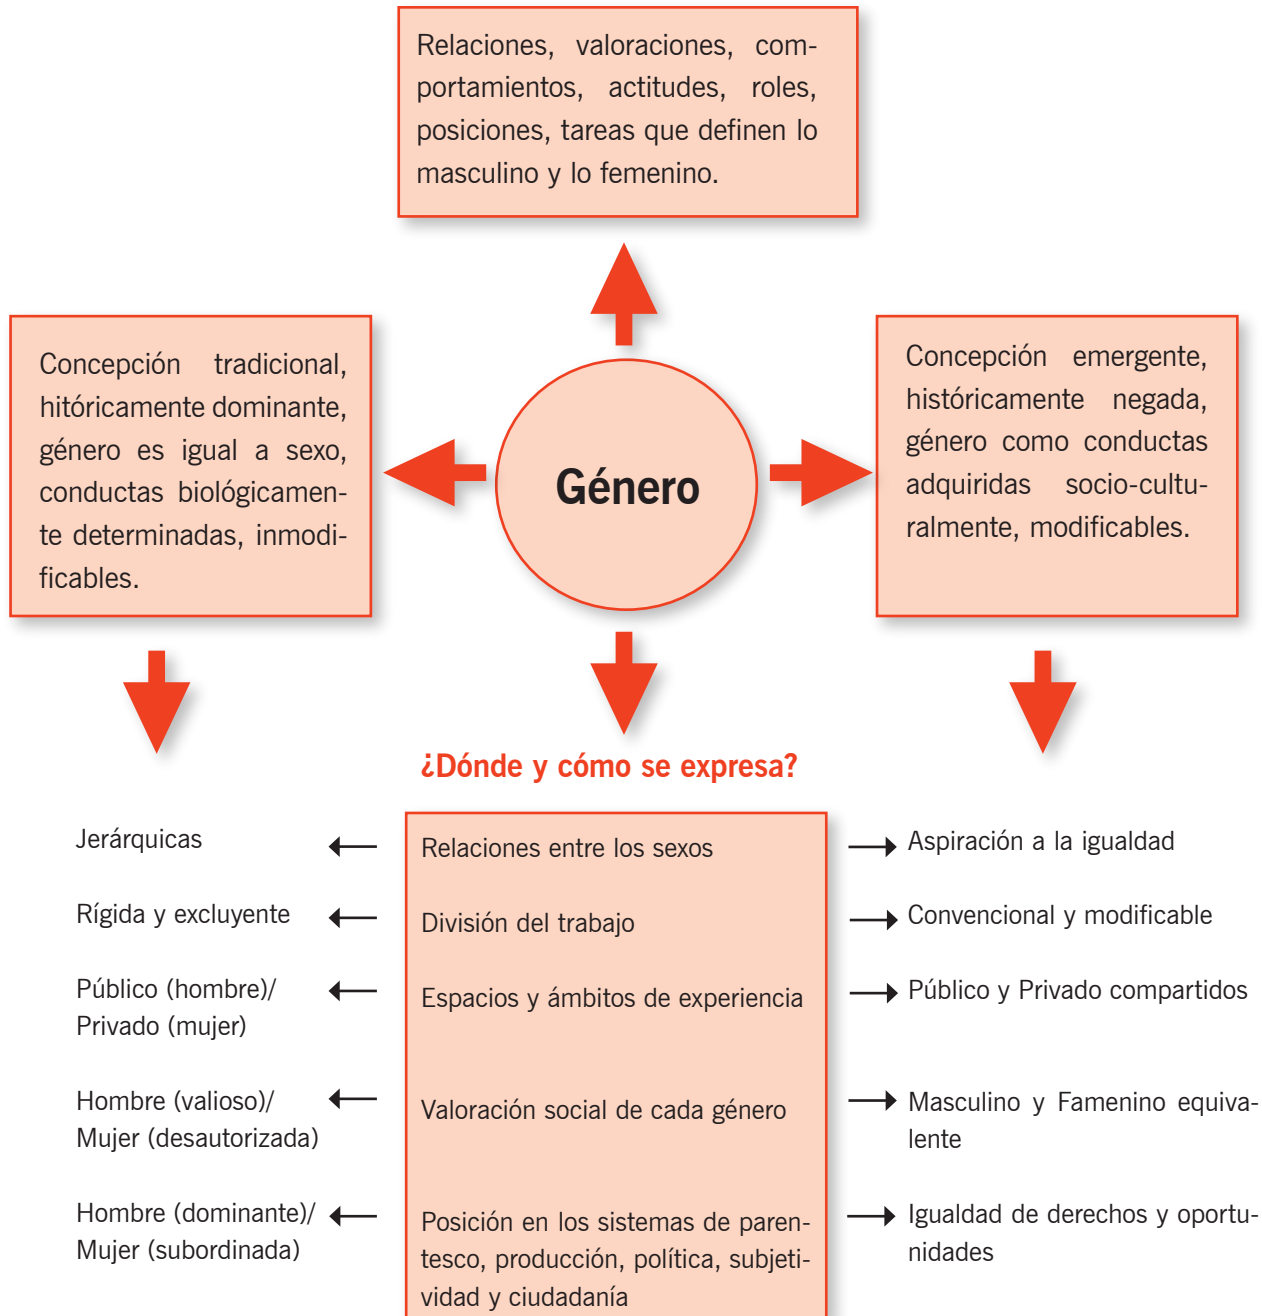 Relaciones, valoraciones, com-
portamientos, actitudes, roles,
posiciones, tareas que definen lo
masculino y lo femenino.
Concepción tradicional,
hitóricamente dominante,
género es igual a sexo,
conductas biológicamen-
te determinadas, inmodi-
ficables.
Género
Concepción emergente,
históricamente negada,
género como conductas
adquiridas socio-cultu-
ralmente, modificables.
¿Dónde y cómo se expresa?
Jerárquicas
Relaciones entre los sexos
Aspiración a la igualdad
Rígida y excluyente
División del trabajo
Convencional y modificable
Público (hombre)/
Privado (mujer)
Espacios y ámbitos de experiencia
Público y Privado compartidos
Hombre (valioso)/
Mujer (desautorizada)
Valoración social de cada género
Masculino y Famenino equiva-
lente
Hombre (dominante)/
Mujer (subordinada)
Posición en los sistemas de paren-
tesco, producción, política, subjeti-
vidad y ciudadanía
Igualdad de derechos y oportu-
nidades